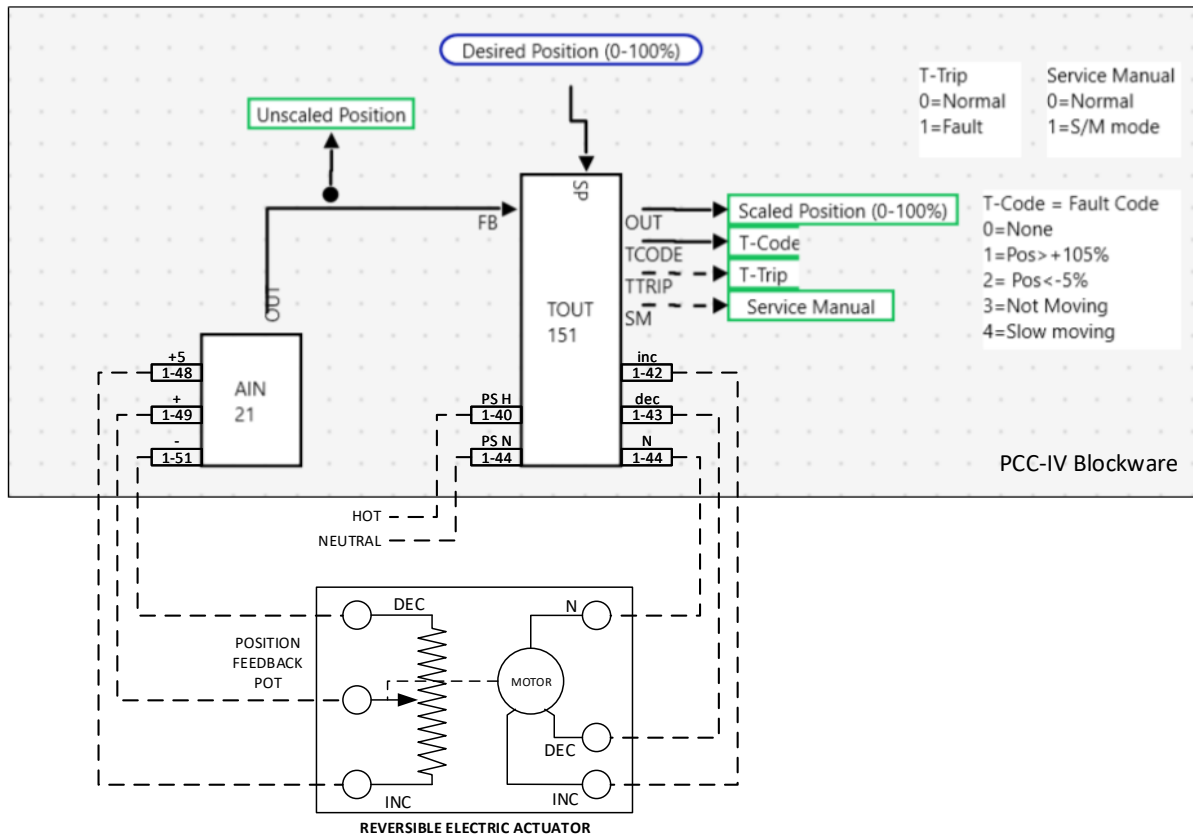 Desired Position (0-100%)
T-Trip
0=Normal
1=Fault
Service Manual
0=Normal
1=S/M mode
Unscaled Position
SP
FB
OUT
TCODE
TTRIP
SM
Scaled Position (0-100%)
T-Code
T-Trip
Service Manual
T-Code = Fault Code
0=None
1=Pos>+105%
2= Pos<-5%
3=Not Moving
4=Slow moving
TOUT
151
OUT
AIN
21
+5
1-48
+
1-49
-
1-51
PS H
1-40
PS N
1-44
inc
1-42
dec
1-43
N
1-44
PCC-IV Blockware
HOT
NEUTRAL
DEC
N
POSITION
FEEDBACK
POT
MOTOR
DEC
INC
INC
REVERSIBLE ELECTRIC ACTUATOR